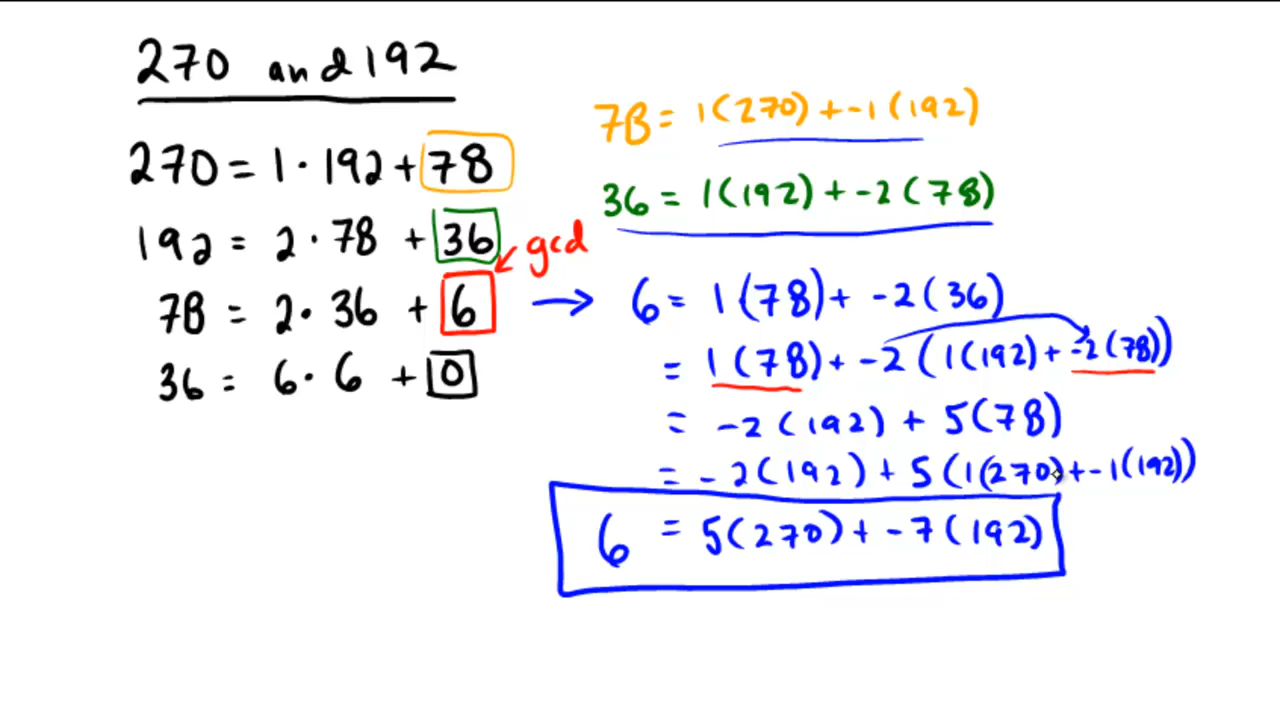 270 and 192
270 = 1 · 192 + 78
192 = 2 · 78 + 36
gcd
78 = 2 · 36 + 6
36 = 6 · 6 + 0
78 = 1(270) + -1(192)
36 = 1(192) + -2(78)
→ 6 = 1(78) + -2(36)
= 1(78) + -2(1(192) + -2(78))
= -2(192) + 5(78)
= -2(192) + 5(1(270) + -1(192))
6 = 5(270) + -7(192)